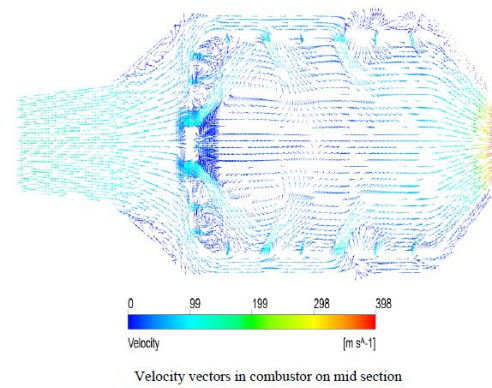 0 99 199 298 398
Velocity [m s^-1]
Velocity vectors in combustor on mid section